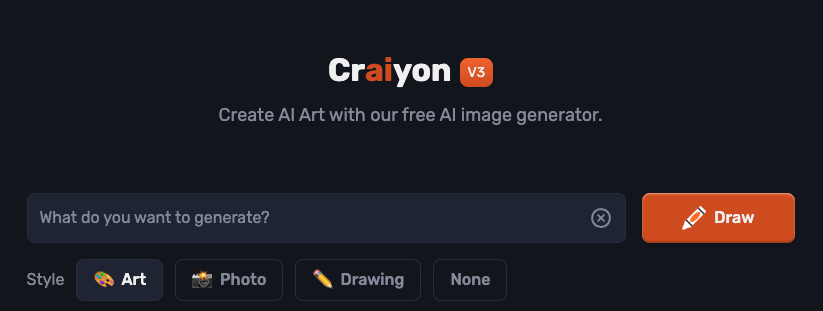 Craiyon V3
Create AI Art with our free AI image generator.
What do you want to generate?
Draw
Style Art Photo Drawing None